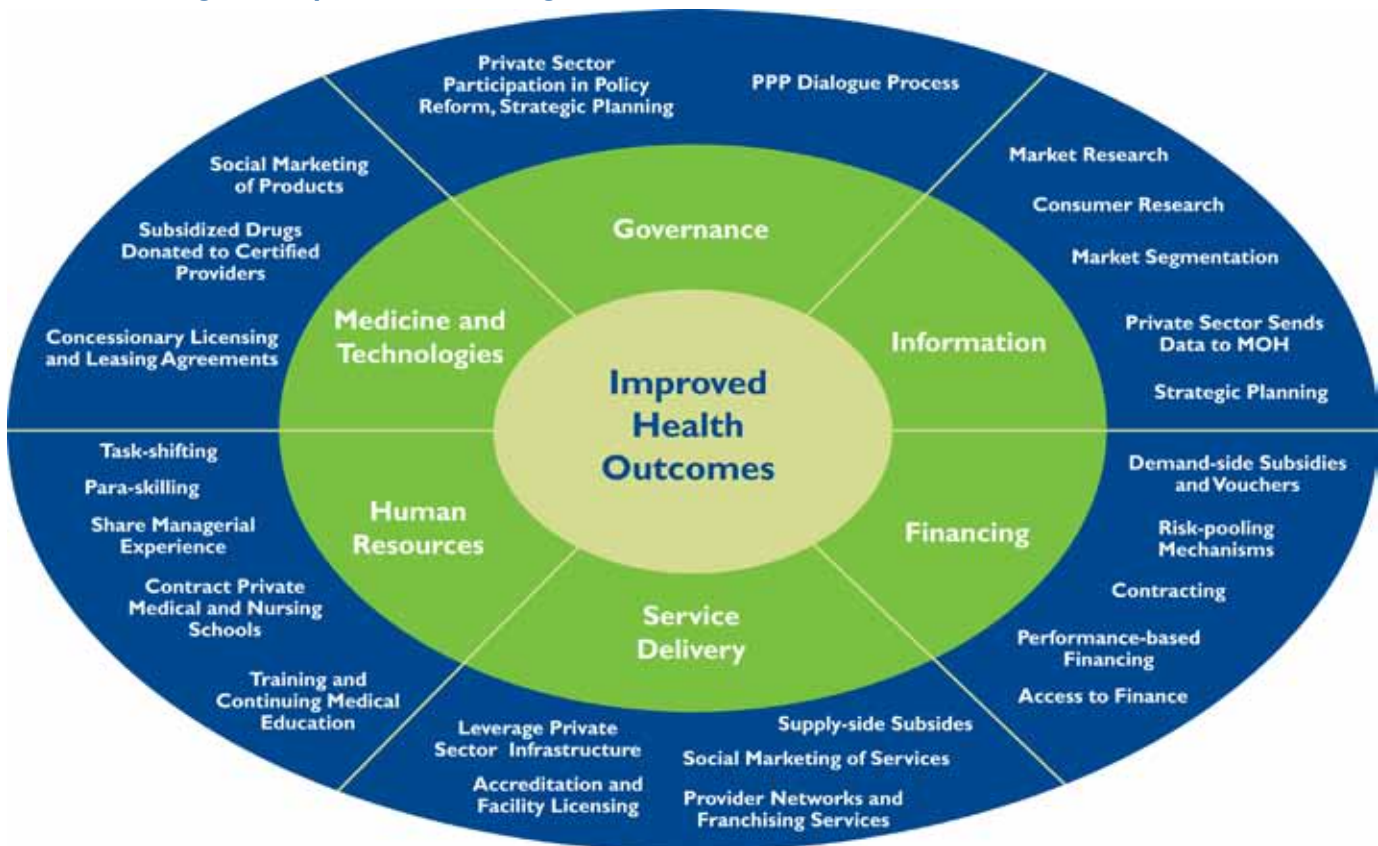 Private Sector
Participation in Policy
Reform, Strategic Planning
PPP Dialogue Process
Social Marketing
of Products
Subsidized Drugs
Donated to Certified
Providers
Concessionary Licensing
and Leasing Agreements
Market Research
Consumer Research
Market Segmentation
Private Sector Sends
Data to MOH
Strategic Planning
Governance
Medicine and
Technologies
Information
Improved
Health
Outcomes
Human
Resources
Financing
Service
Delivery
Task-shifting
Para-skilling
Share Managerial
Experience
Contract Private
Medical and Nursing
Schools
Training and
Continuing Medical
Education
Demand-side Subsidies
and Vouchers
Risk-pooling
Mechanisms
Contracting
Performance-based
Financing
Access to Finance
Leverage Private
Sector Infrastructure
Accreditation and
Facility Licensing
Supply-side Subsides
Social Marketing of Services
Provider Networks and
Franchising Services